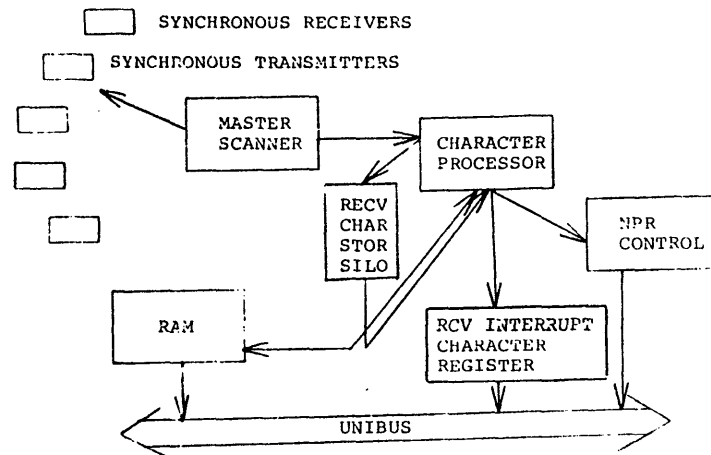 SYNCHRONOUS RECEIVERS
SYNCHRONOUS TRANSMITTERS
MASTER
SCANNER
CHARACTER
PROCESSOR
RECV
CHAR
STOR
SILO
NPR
CONTROL
RAM
RCV INTERRUPT
CHARACTER
REGISTER
UNIBUS